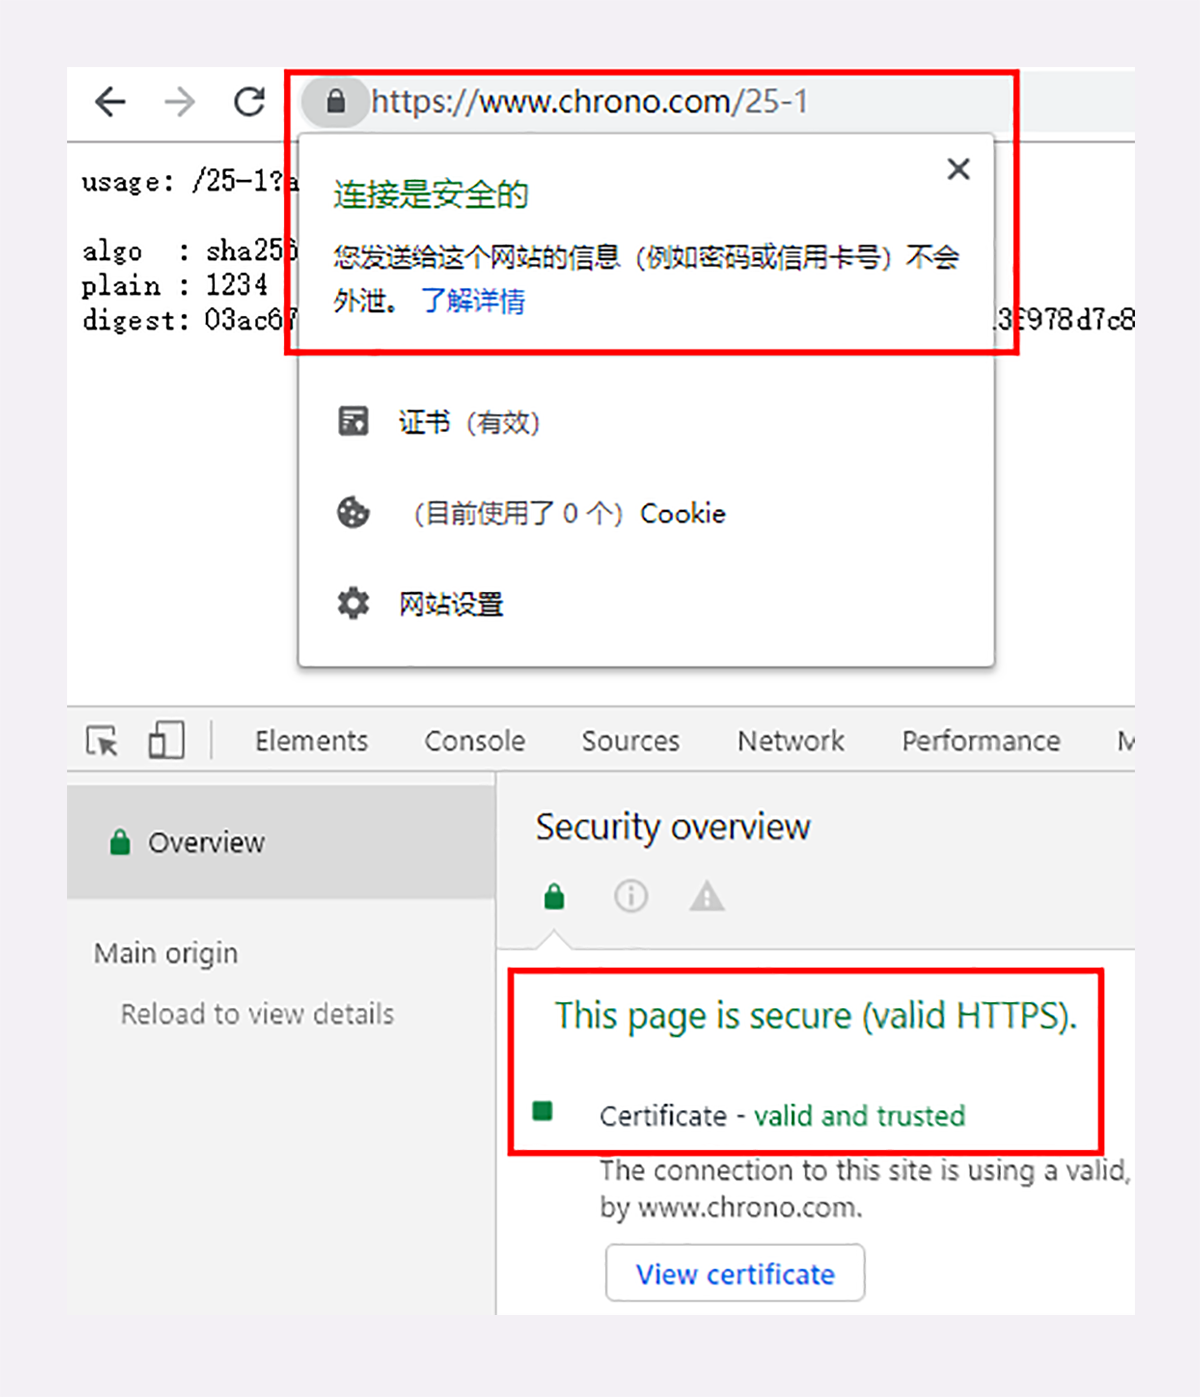 https://www.chrono.com/25-1
usage: /25-1?a
连接是安全的
algo : sha256
您发送给这个网站的信息（例如密码或信用卡号）不会
plain : 1234
外泄。 了解详情
digest: 03ac67 13f978d7c8
证书（有效）
（目前使用了 0 个）Cookie
网站设置
Elements Console Sources Network Performance M
Overview
Security overview
Main origin
Reload to view details
This page is secure (valid HTTPS).
Certificate - valid and trusted
The connection to this site is using a valid,
by www.chrono.com.
View certificate